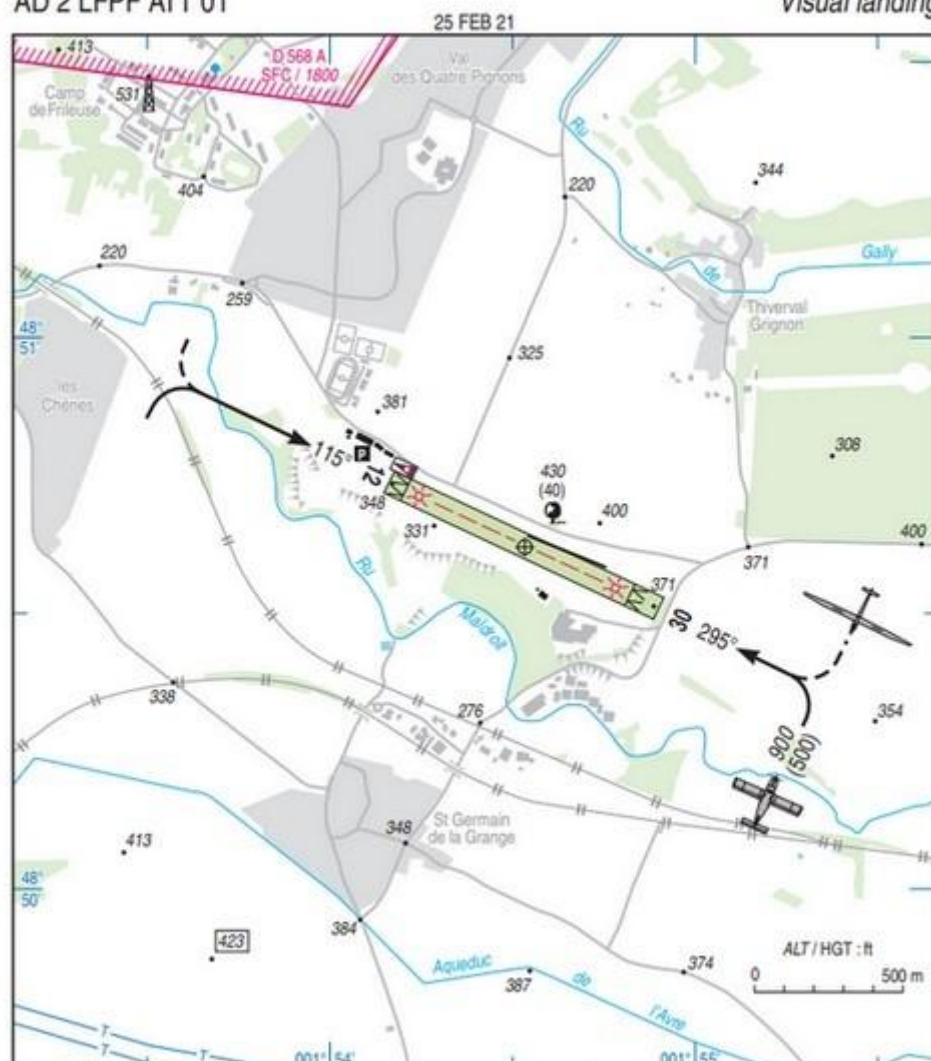 AD 2 LFPF ATT 01
Visual landing
25 FEB 21
413
D 568 A
SFC / 1800
Val
des Quatre Pignons
Camp
de Frileuse
531
404
Ru
344
220
220
259
de
Gally
48°
51'
Thiverval
Grignon
325
les
Chênes
381
115°
P
12
308
430
(40)
348
400
331
400
371
371
Ru
Maldroit
30
295°
338
276
354
900
(500)
St Germain
de la Grange
348
413
48°
50'
384
423
ALT / HGT : ft
0
500 m
Aqueduc
de
l'Avre
387
374
T
T
T
001° 54'
001° 55'